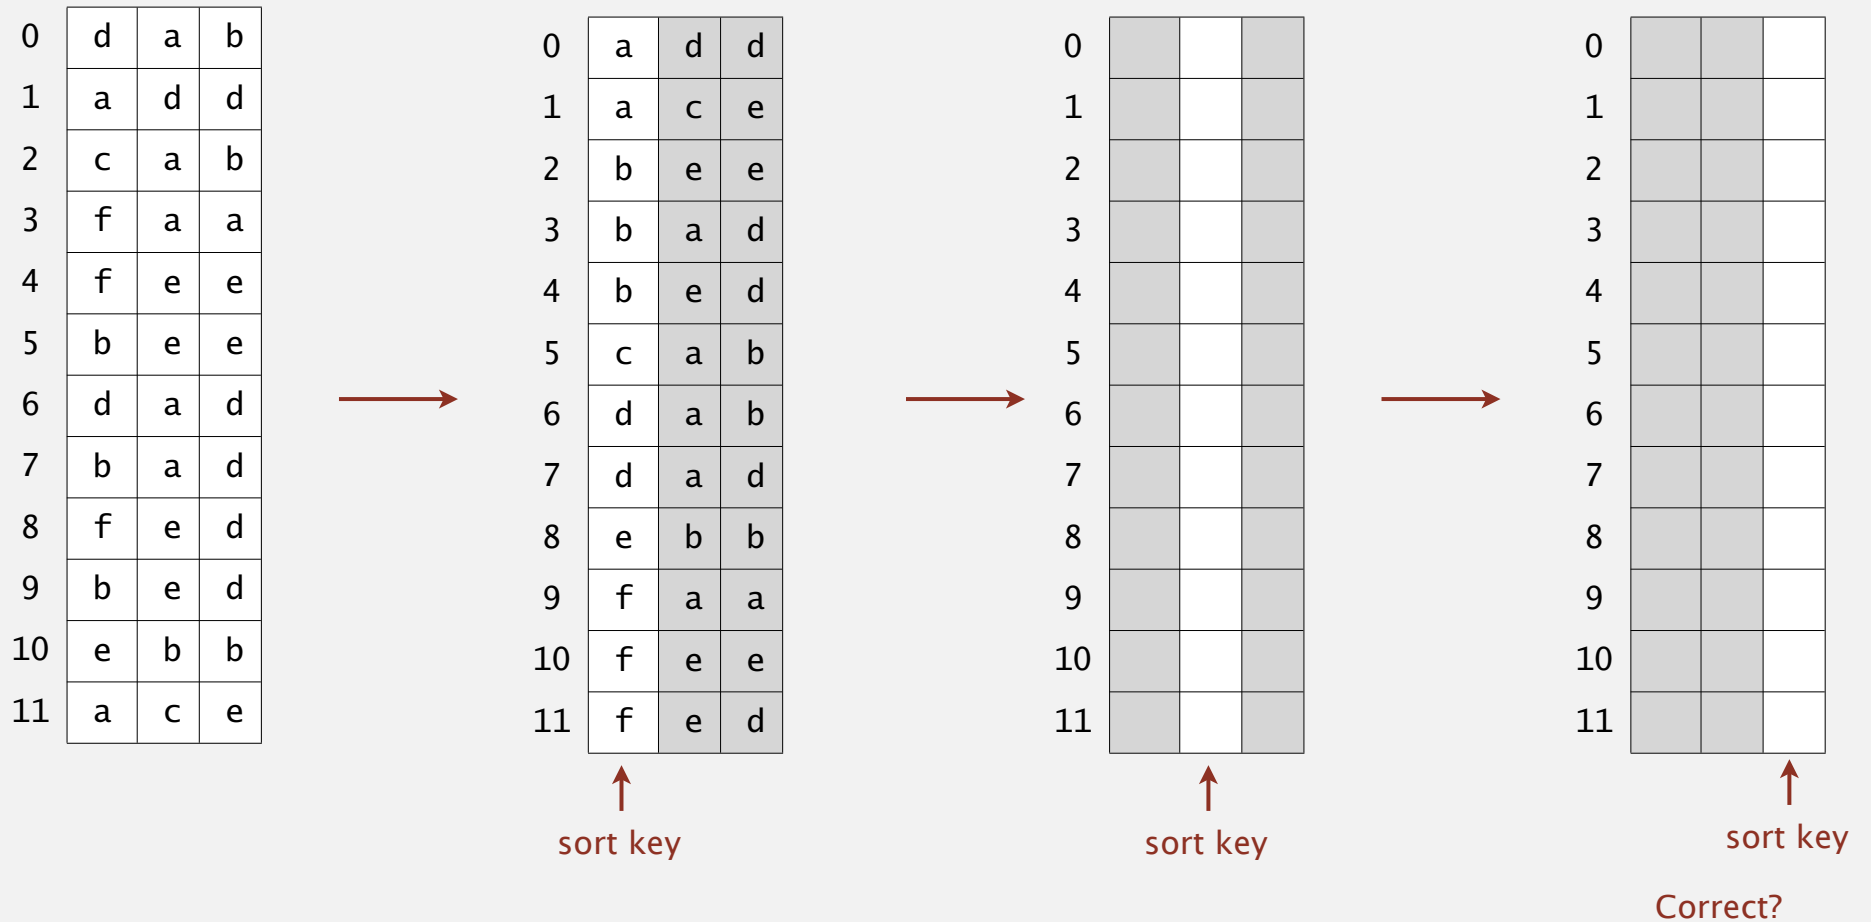 0 d a b
1 a d d
2 c a b
3 f a a
4 f e e
5 b e e
6 d a d
7 b a d
8 f e d
9 b e d
10 e b b
11 a c e
0 a d d
1 a c e
2 b e e
3 b a d
4 b e d
5 c a b
6 d a b
7 d a d
8 e b b
9 f a a
10 f e e
11 f e d
sort key
0
1
2
3
4
5
6
7
8
9
10
11
sort key
0
1
2
3
4
5
6
7
8
9
10
11
sort key
Correct?